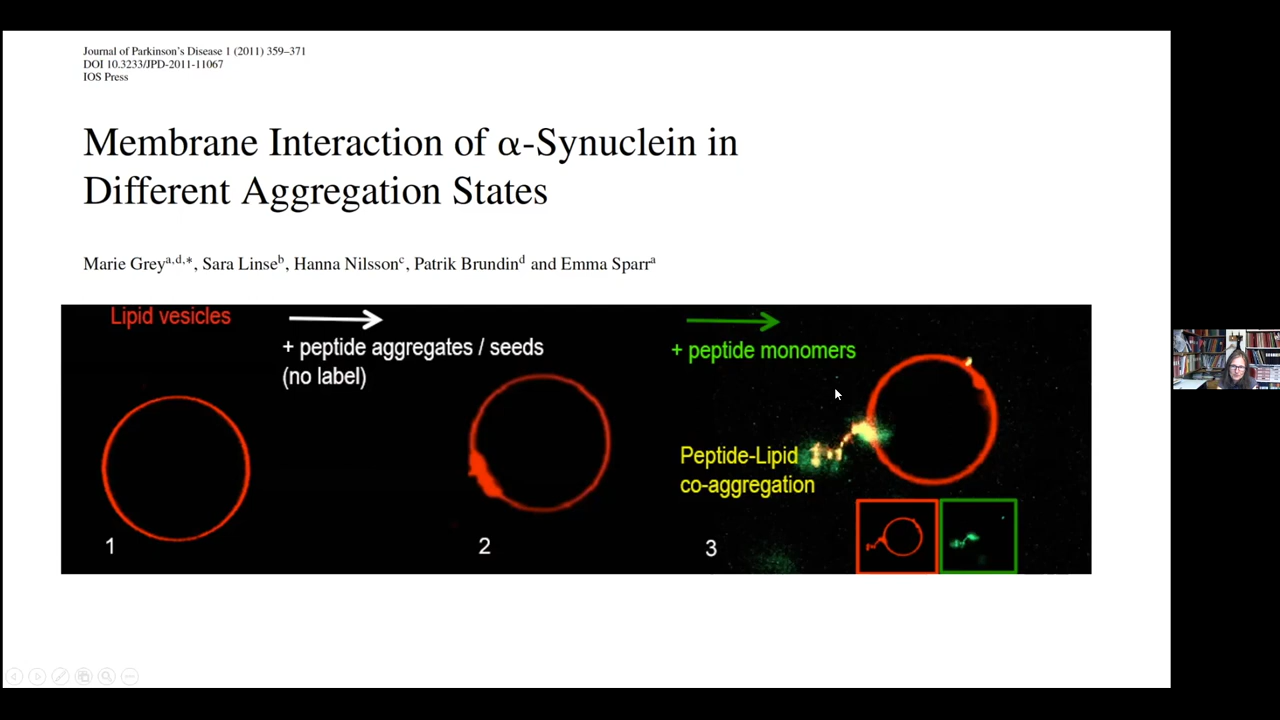 Journal of Parkinson's Disease 1 (2011) 359–371
DOI 10.3233/JPD-2011-11067
IOS Press
Membrane Interaction of α-Synuclein in
Different Aggregation States
Marie Grey^a,d,*, Sara Linse^b, Hanna Nilsson^c, Patrik Brundin^d and Emma Sparr^a
Lipid vesicles
+ peptide aggregates / seeds
(no label)
+ peptide monomers
Peptide-Lipid
co-aggregation
1
2
3